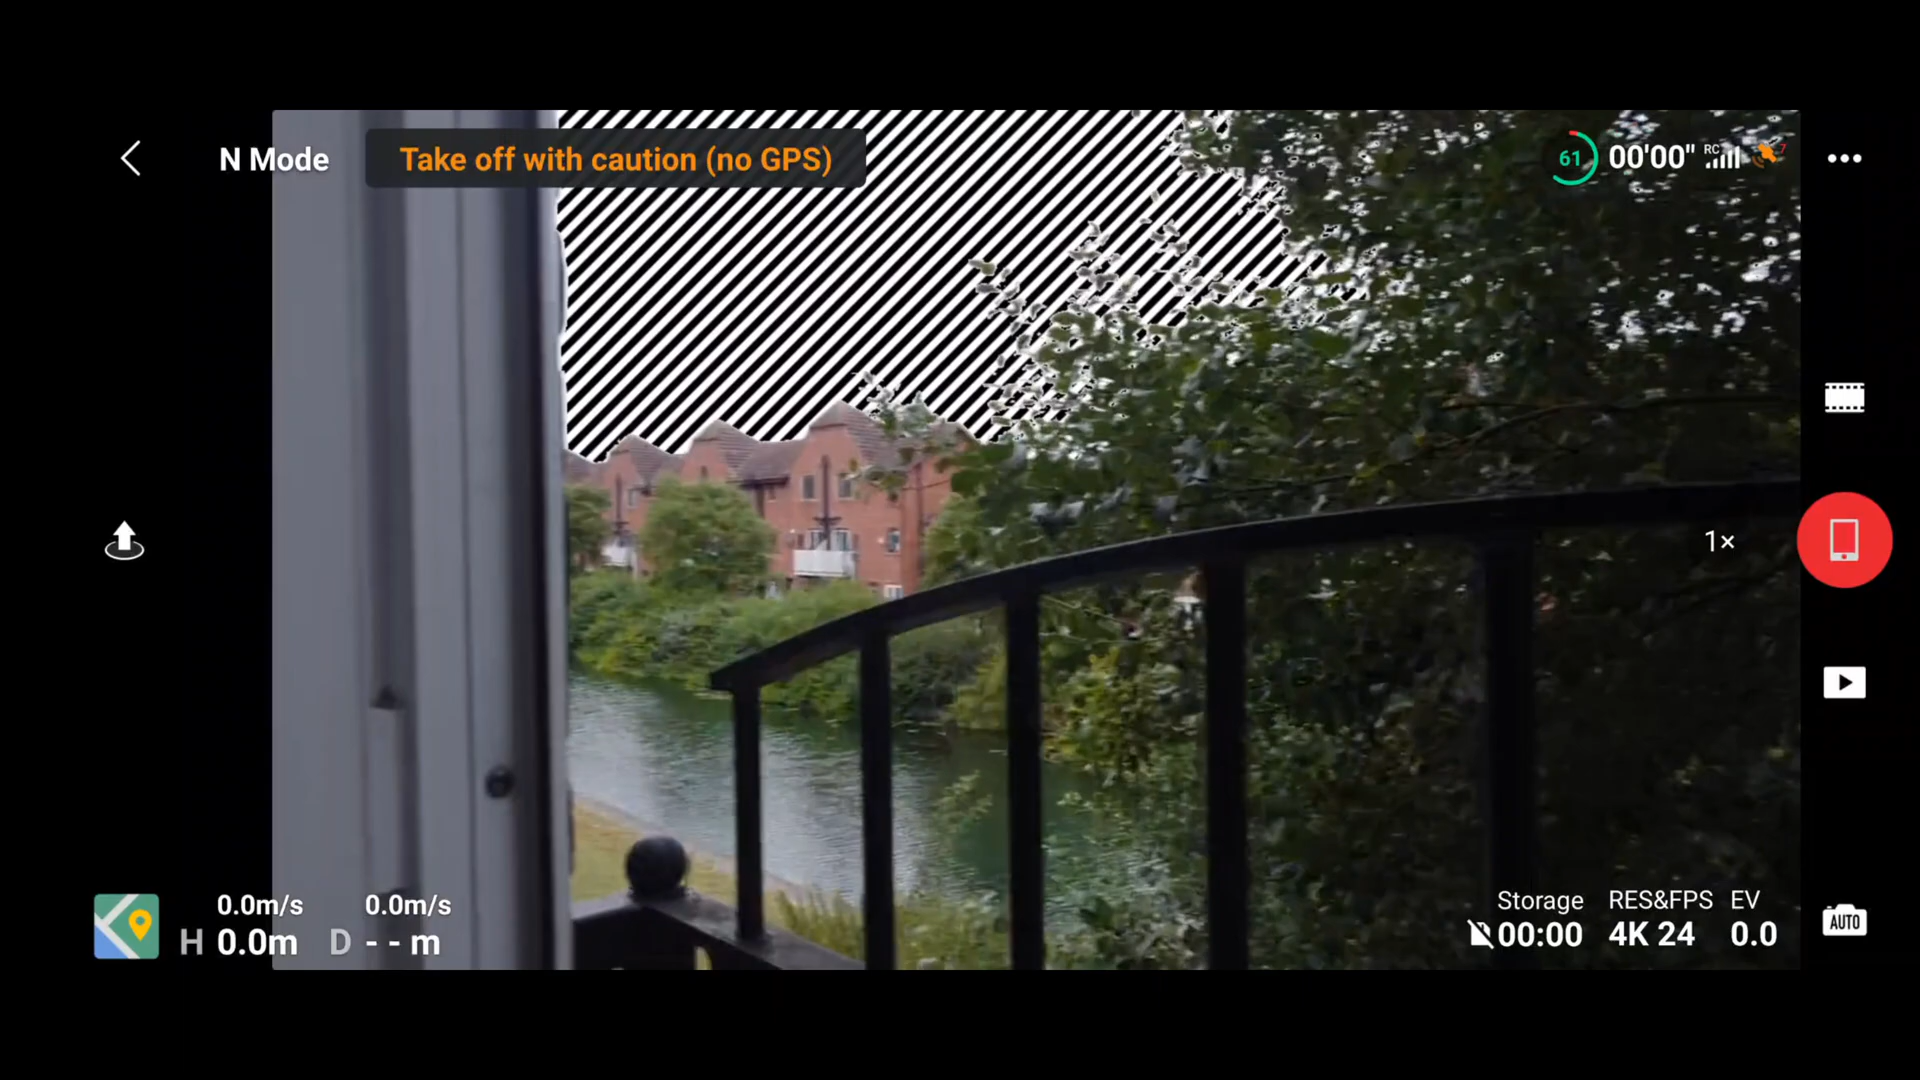 N Mode
Take off with caution (no GPS)
61
00'00"
RC
7
1×
0.0m/s
0.0m/s
H 0.0m
D - - m
Storage
RES&FPS
EV
00:00
4K 24
0.0
AUTO